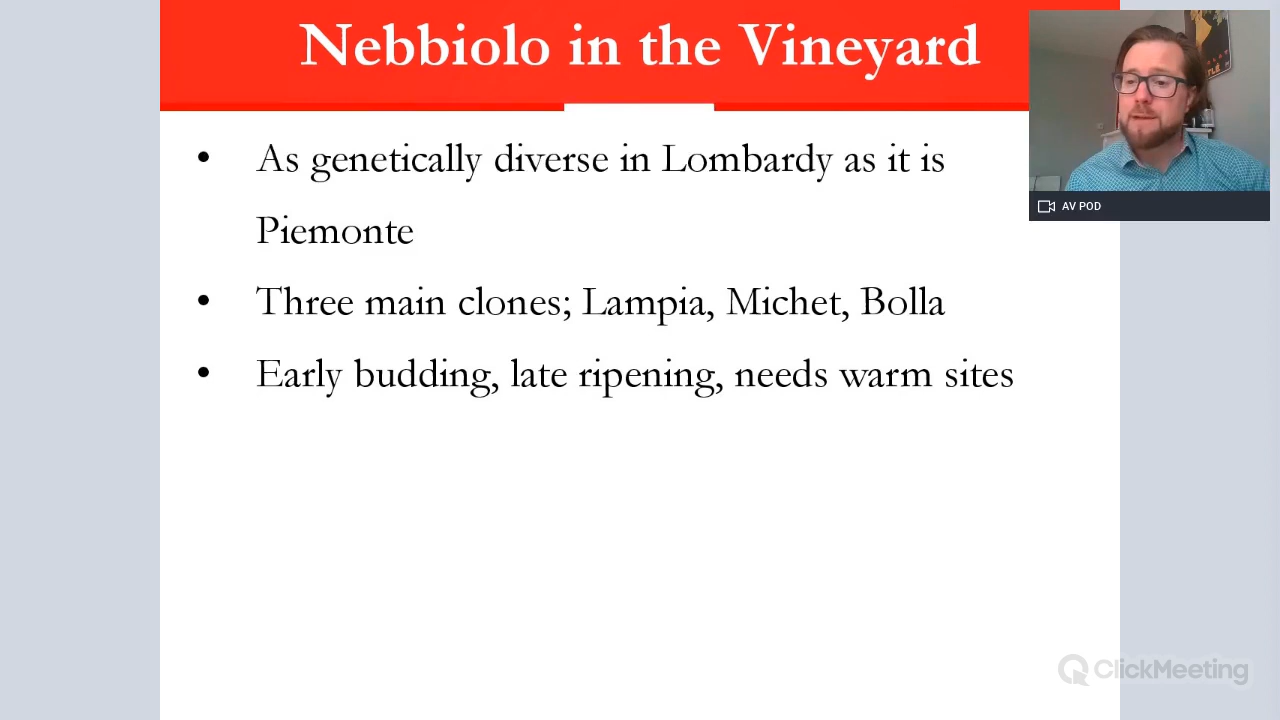 Nebbiolo in the Vineyard
• As genetically diverse in Lombardy as it is
Piemonte
• Three main clones; Lampia, Michet, Bolla
• Early budding, late ripening, needs warm sites
AV POD
ClickMeeting